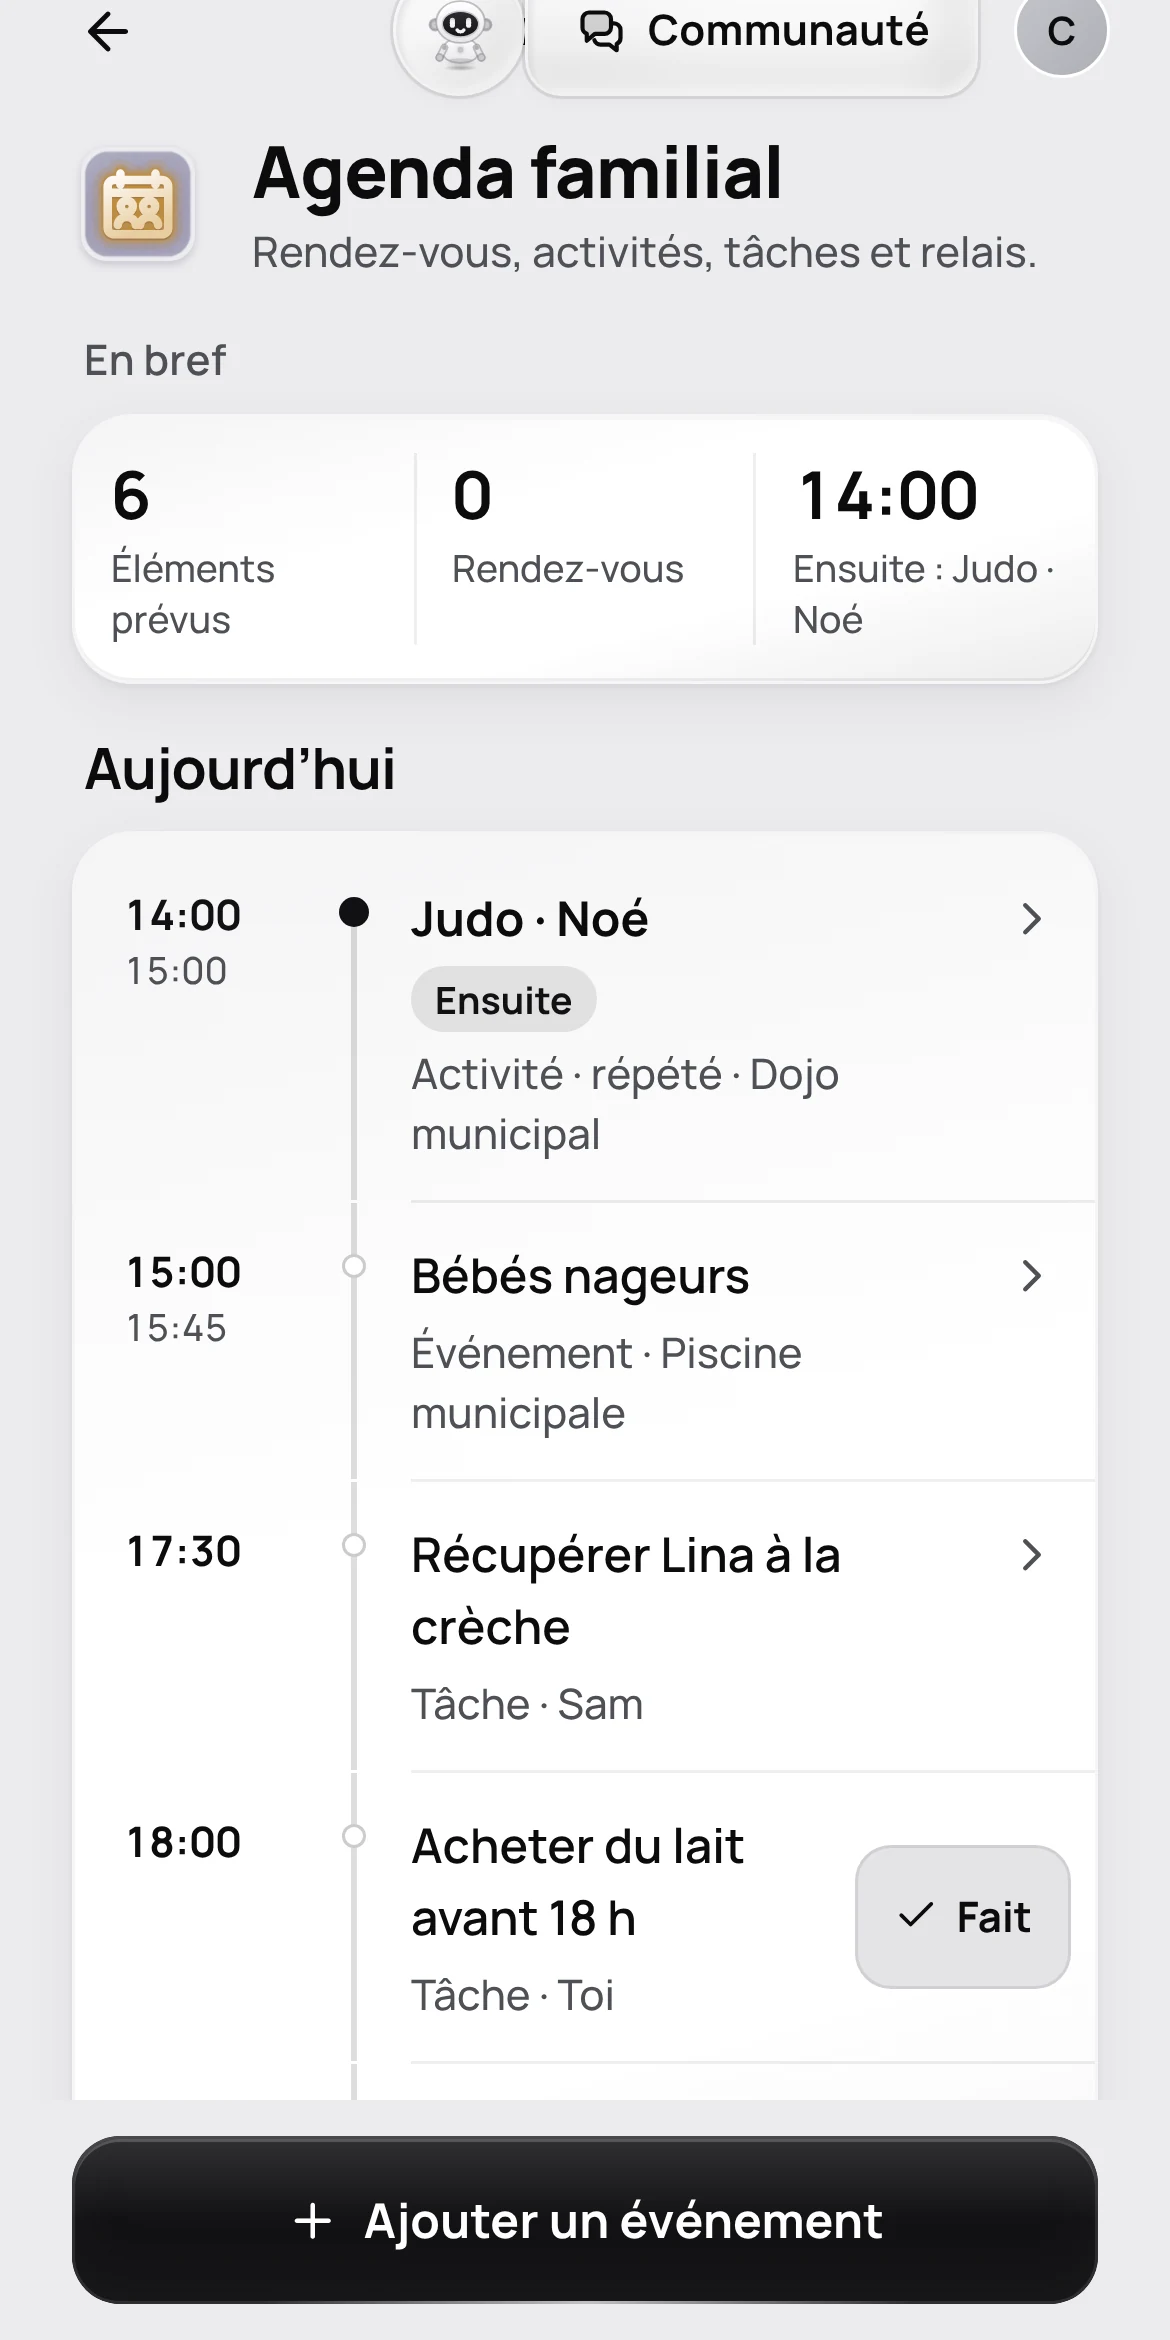 Communauté
C
Agenda familial
Rendez-vous, activités, tâches et relais.
En bref
6
Éléments
prévus
0
Rendez-vous
14:00
Ensuite : Judo ·
Noé
Aujourd’hui
14:00
15:00
Judo · Noé
Ensuite
Activité · répété · Dojo
municipal
15:00
15:45
Bébés nageurs
Événement · Piscine
municipale
17:30
Récupérer Lina à la
crèche
Tâche · Sam
18:00
Acheter du lait
avant 18 h
Tâche · Toi
Fait
Ajouter un événement